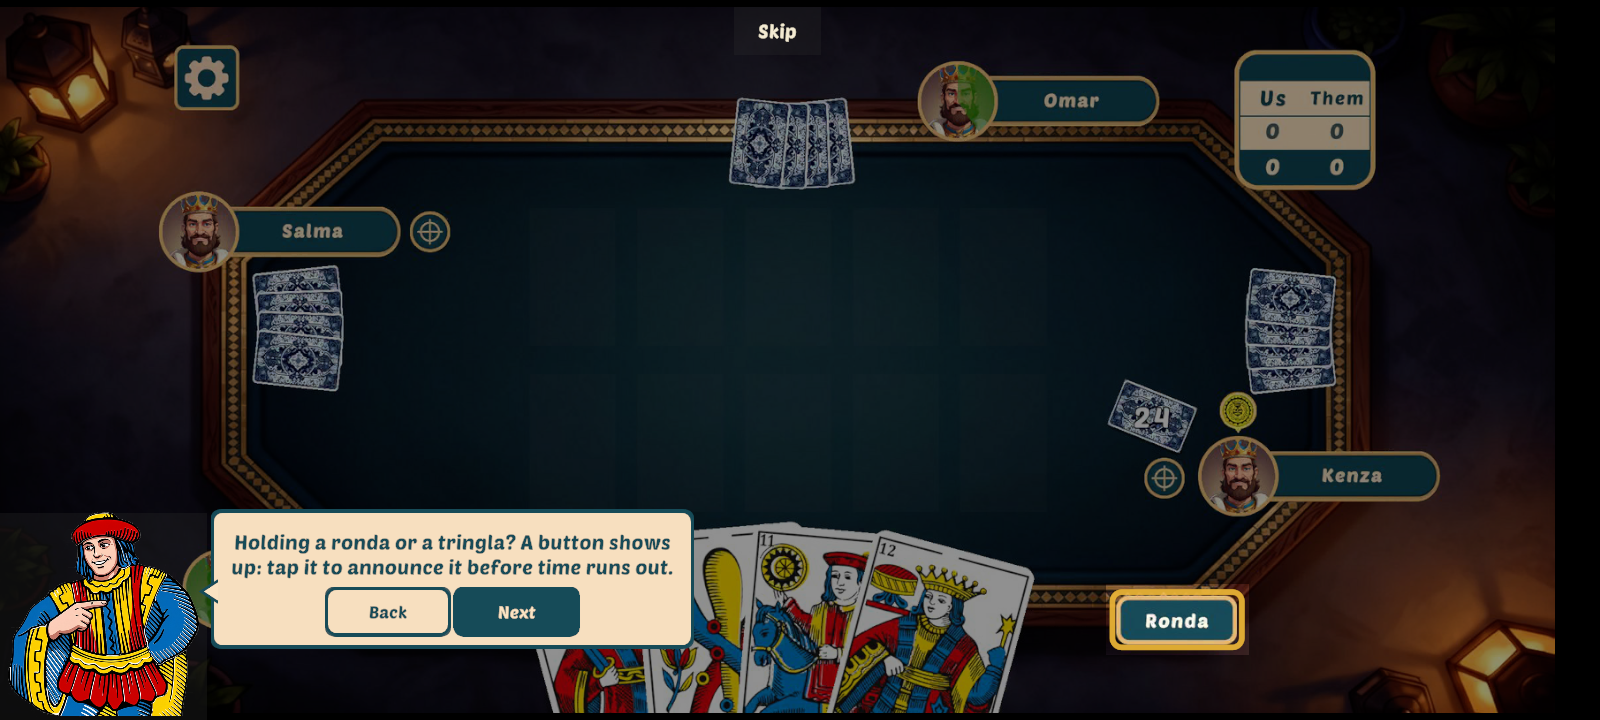 Skip
Omar
Us Them
0 0
0 0
Salma
24
Kenza
Holding a ronda or a tringla? A button shows
up: tap it to announce it before time runs out.
Back Next
11
12
Ronda